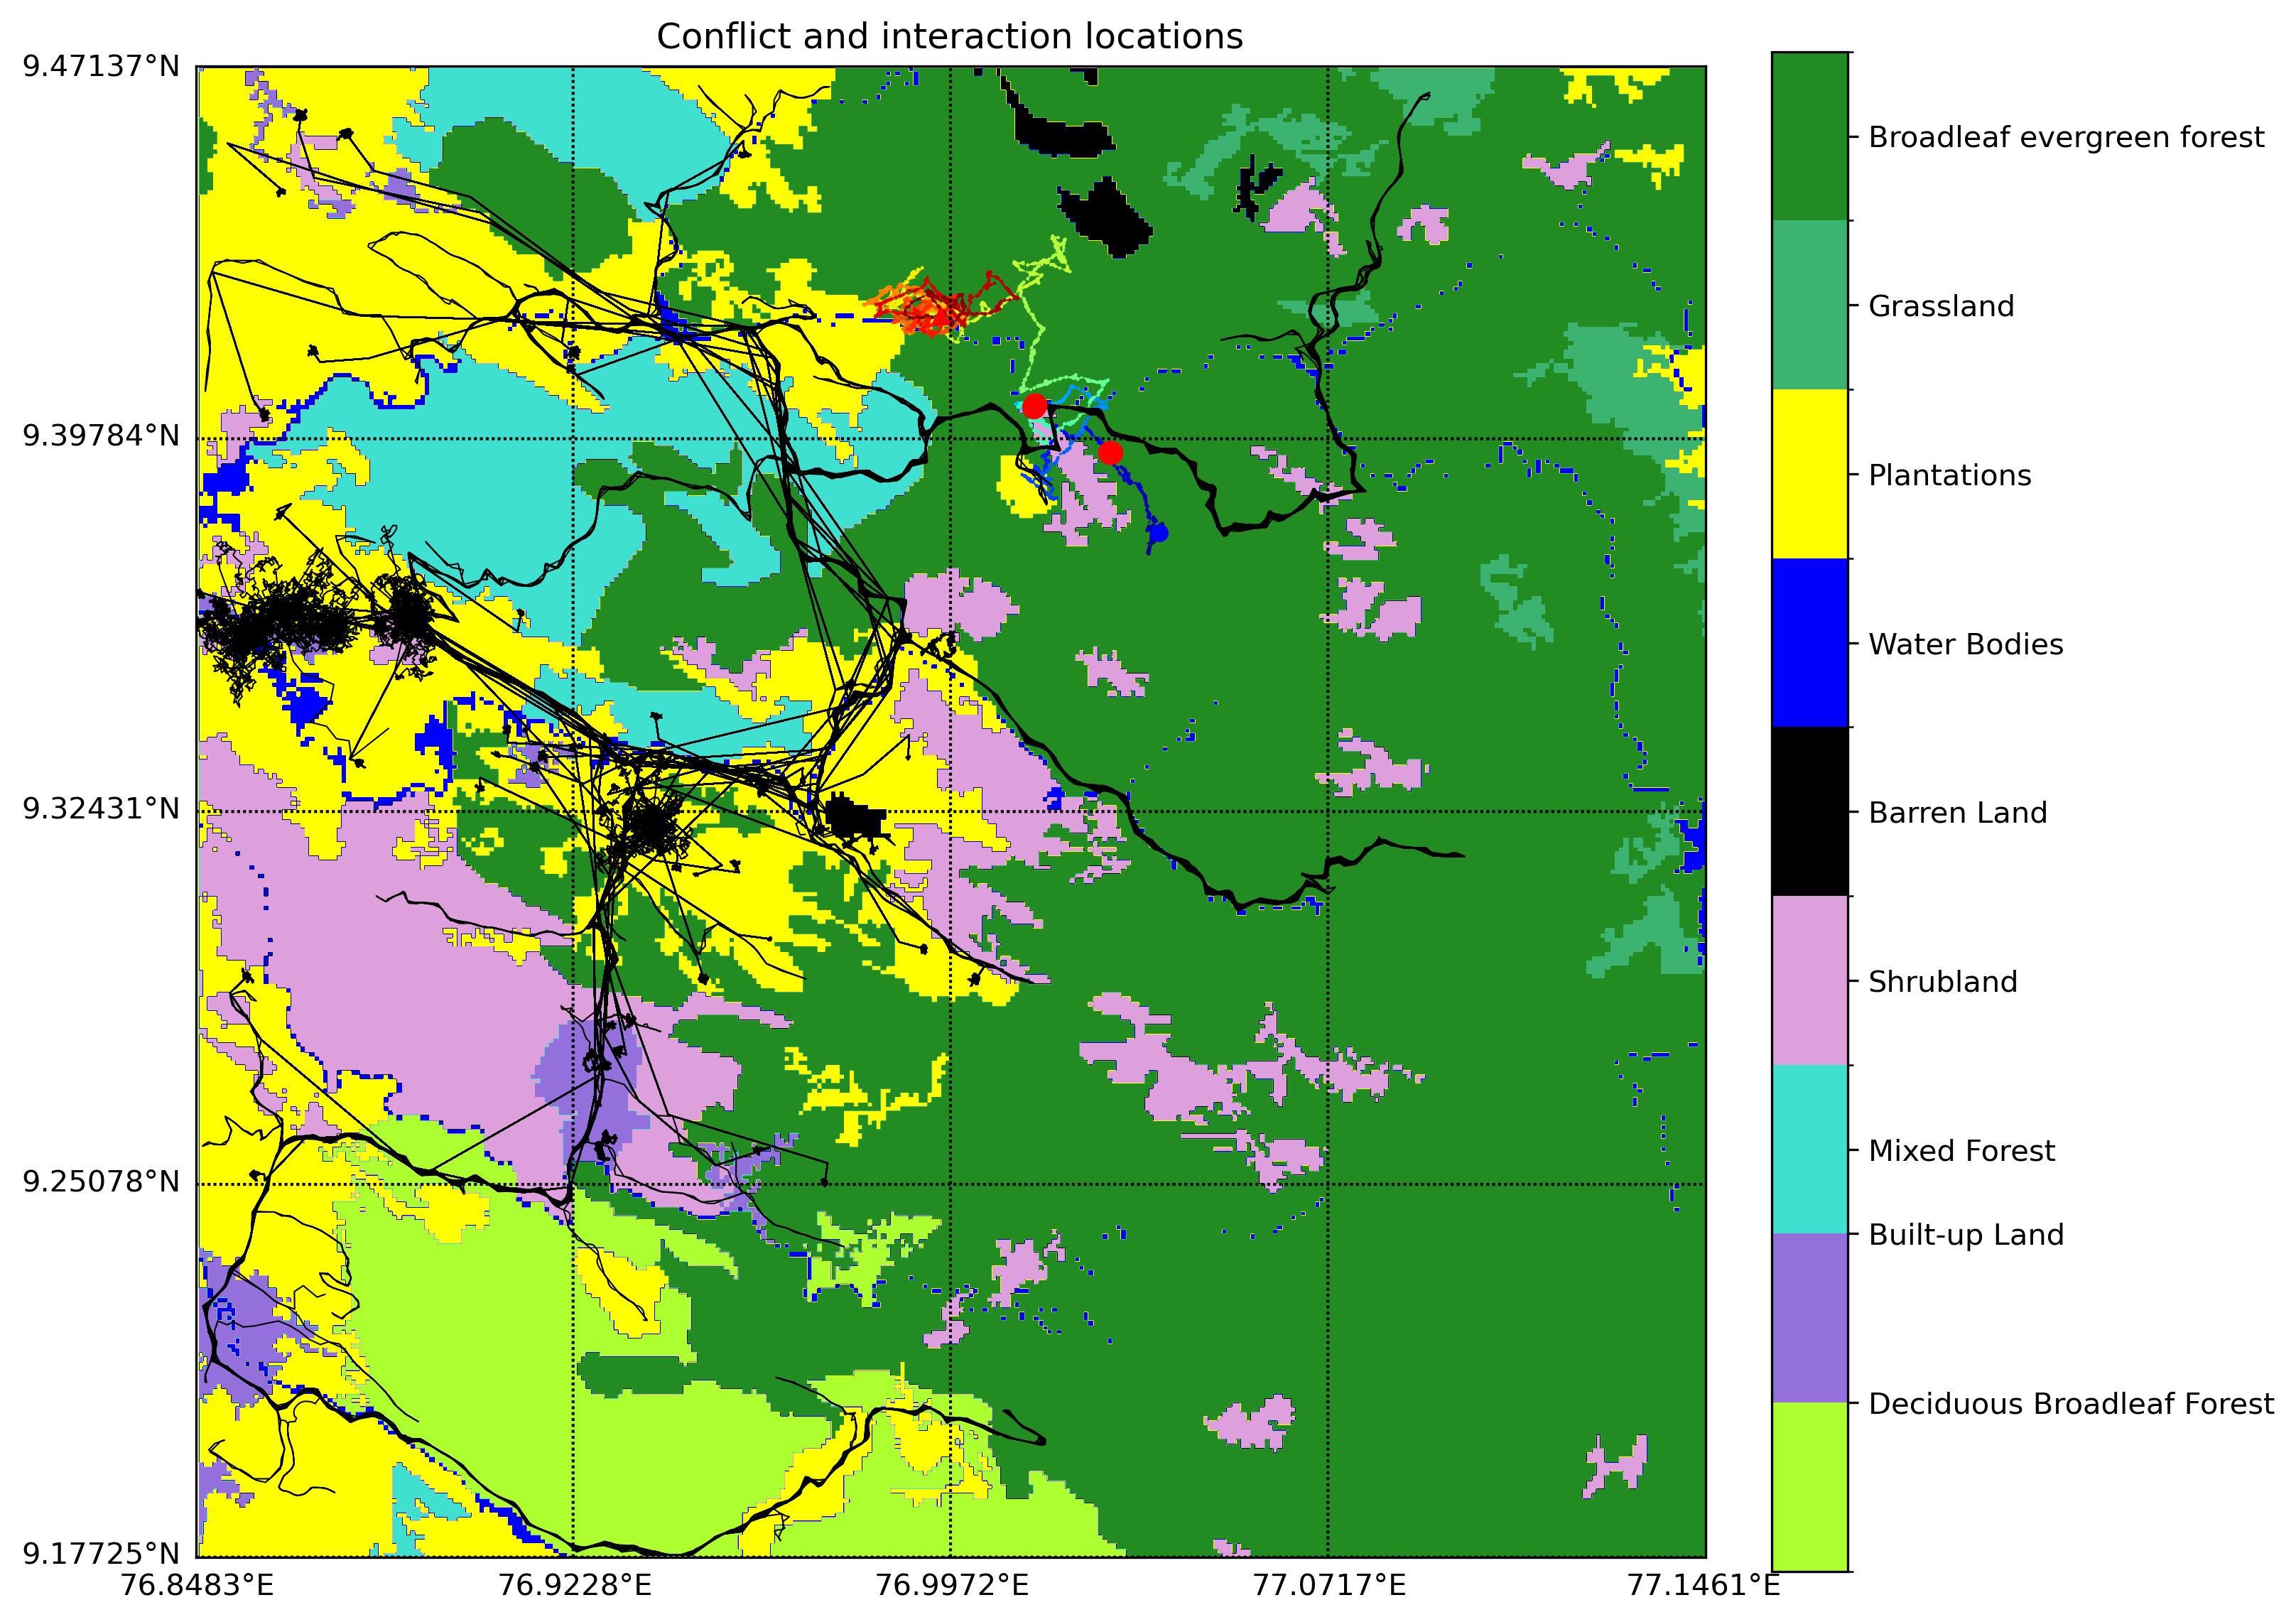 Conflict and interaction locations
9.47137°N
9.39784°N
9.32431°N
9.25078°N
9.17725°N
76.8483°E
76.9228°E
76.9972°E
77.0717°E
77.1461°E
Broadleaf evergreen forest
Grassland
Plantations
Water Bodies
Barren Land
Shrubland
Mixed Forest
Built-up Land
Deciduous Broadleaf Forest